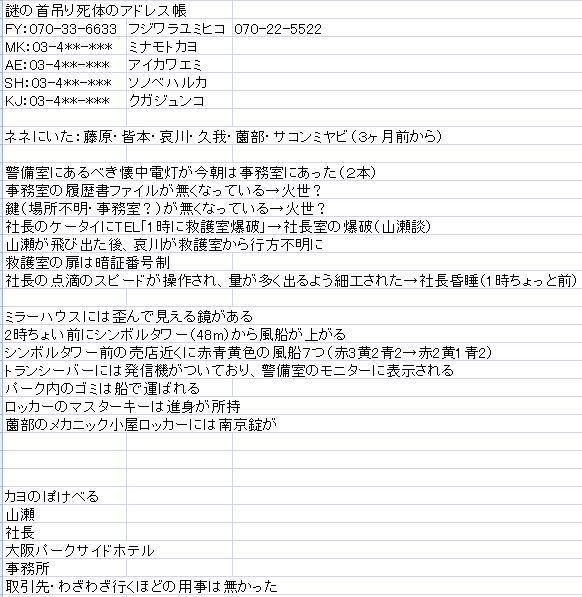 謎の首吊り死体のアドレス帳
FY:070-33-6633 フジワラユミヒコ 070-22-5522
MK:03-4**-*** ミナモトカヨ
AE:03-4**-*** アイカワエミ
SH:03-4**-*** ソノベハルカ
KJ:03-4**-*** クガジュンコ
ネネにいた:藤原・皆本・哀川・久我・薗部・サコンミヤビ(3ヶ月前から)
警備室にあるべき懐中電灯が今朝は事務室にあった(2本)
事務室の履歴書ファイルが無くなっている→火世?
鍵(場所不明・事務室?)が無くなっている→火世?
社長のケータイにTEL「1時に救護室爆破」→社長室の爆破(山瀬談)
山瀬が飛び出た後、哀川が救護室から行方不明に
救護室の扉は暗証番号制
社長の点滴のスピードが操作され、量が多く出るよう細工された→社長昏睡(1時ちょっと前)
ミラーハウスには歪んで見える鏡がある
2時ちょい前にシンボルタワー(48m)から風船が上がる
シンボルタワー前の売店近くに赤青黄色の風船7つ(赤3黄2青2→赤2黄1青2)
トランシーバーには発信機がついており、警備室のモニターに表示される
パーク内のゴミは船で運ばれる
ロッカーのマスターキーは進身が所持
薗部のメカニック小屋ロッカーには南京錠が
カヨのぽけべる
山瀬
社長
大阪パークサイドホテル
事務所
取引先・わざわざ行くほどの用事は無かった